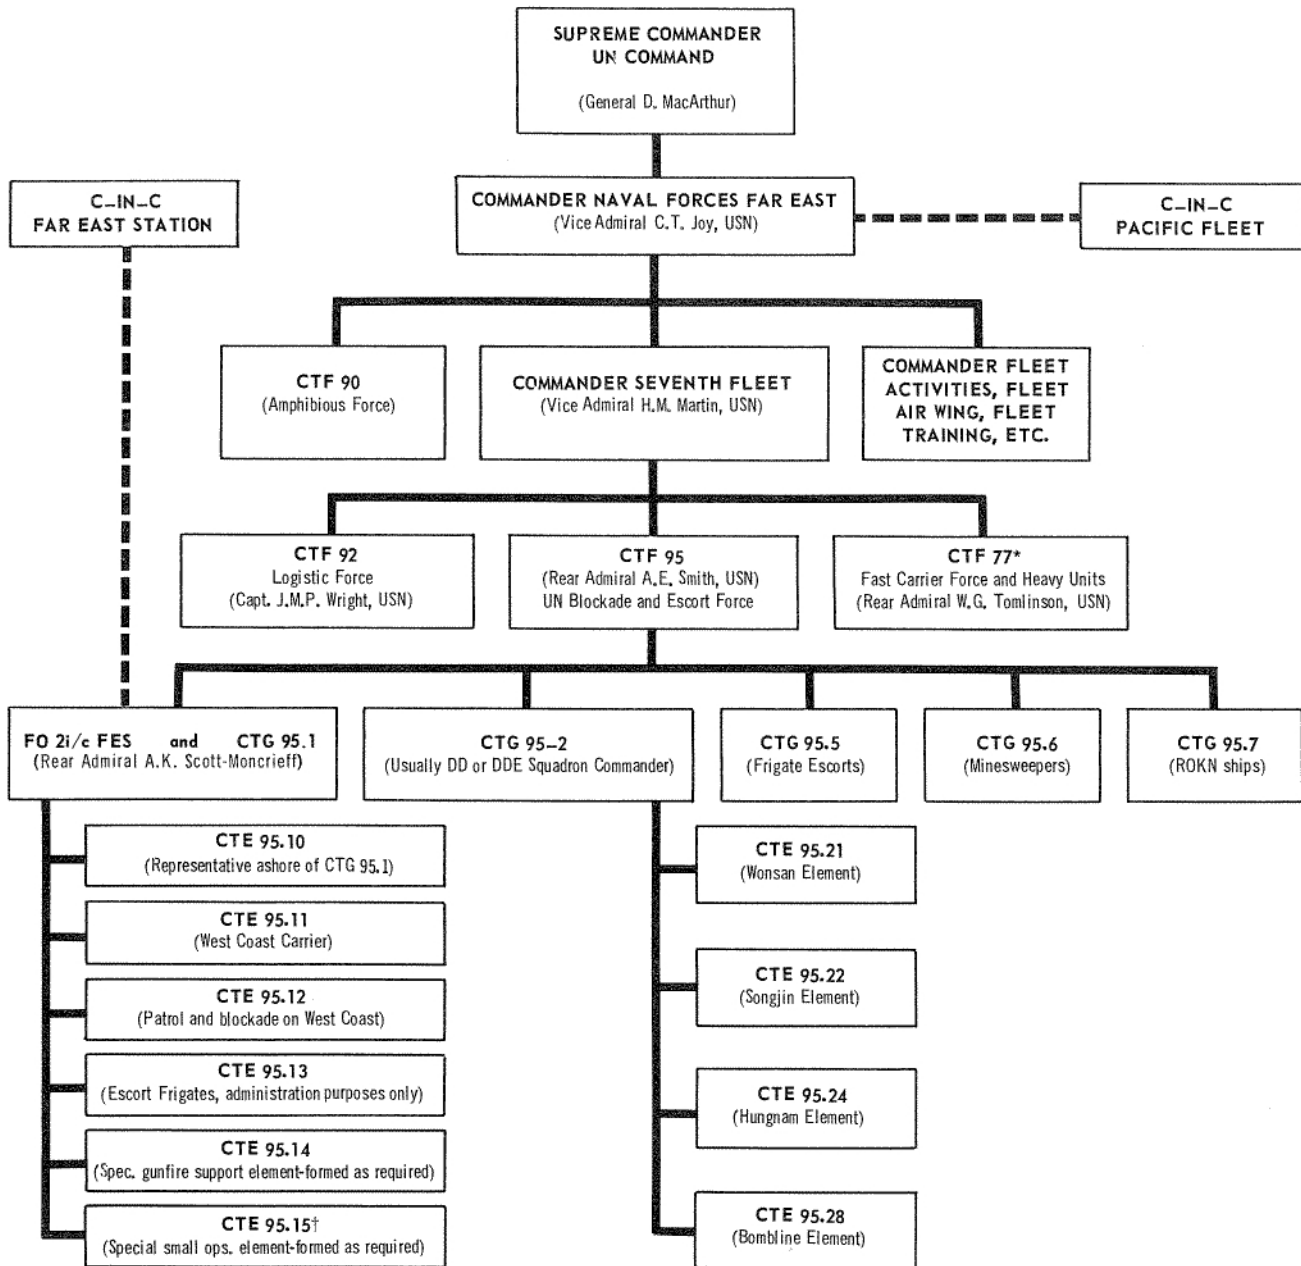 SUPREME COMMANDER
UN COMMAND
(General D. MacArthur)
C-IN-C
FAR EAST STATION
COMMANDER NAVAL FORCES FAR EAST
(Vice Admiral C.T. Joy, USN)
C-IN-C
PACIFIC FLEET
CTF 90
(Amphibious Force)
COMMANDER SEVENTH FLEET
(Vice Admiral H.M. Martin, USN)
COMMANDER FLEET
ACTIVITIES, FLEET
AIR WING, FLEET
TRAINING, ETC.
CTF 92
Logistic Force
(Capt. J.M.P. Wright, USN)
CTF 95
(Rear Admiral A.E. Smith, USN)
UN Blockade and Escort Force
CTF 77*
Fast Carrier Force and Heavy Units
(Rear Admiral W.G. Tomlinson, USN)
FO 2i/c FES and CTG 95.1
(Rear Admiral A.K. Scott-Moncrieff)
CTG 95-2
(Usually DD or DDE Squadron Commander)
CTG 95.5
(Frigate Escorts)
CTG 95.6
(Minesweepers)
CTG 95.7
(ROKN ships)
CTE 95.10
(Representative ashore of CTG 95.1)
CTE 95.11
(West Coast Carrier)
CTE 95.12
(Patrol and blockade on West Coast)
CTE 95.13
(Escort Frigates, administration purposes only)
CTE 95.14
(Spec. gunfire support element-formed as required)
CTE 95.15†
(Special small ops. element-formed as required)
CTE 95.21
(Wonsan Element)
CTE 95.22
(Songjin Element)
CTE 95.24
(Hungnam Element)
CTE 95.28
(Bombline Element)